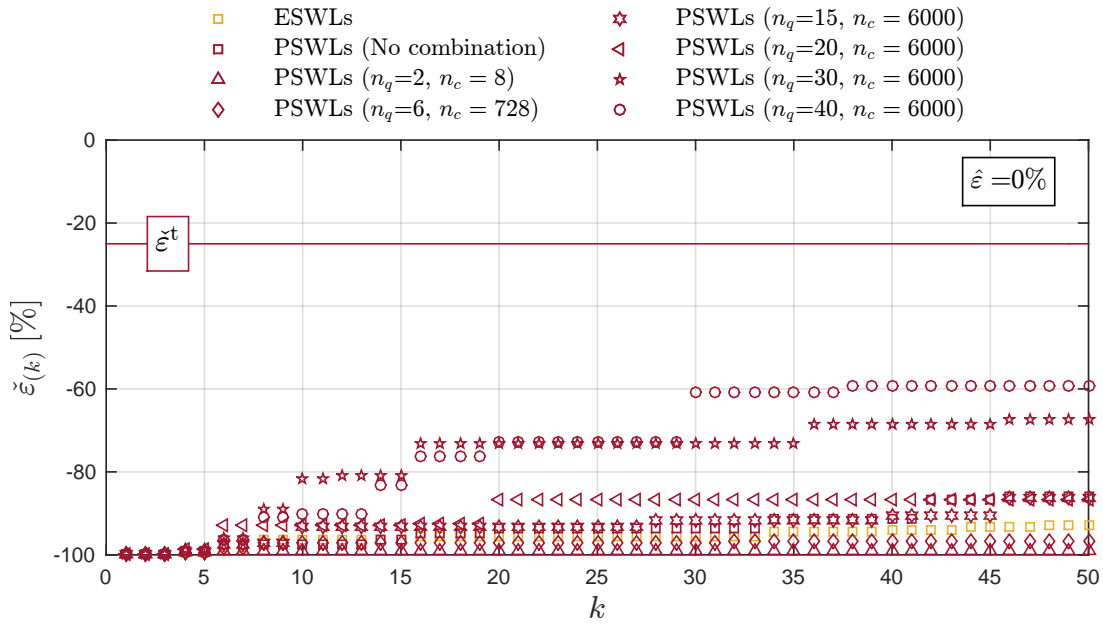 ESWLs
PSWLs (No combination)
PSWLs (n_q=2, n_c = 8)
PSWLs (n_q=6, n_c = 728)
PSWLs (n_q=15, n_c = 6000)
PSWLs (n_q=20, n_c = 6000)
PSWLs (n_q=30, n_c = 6000)
PSWLs (n_q=40, n_c = 6000)
0
-20
-40
-60
-80
-100
ε̌_(k) [%]
ε̌^t
ε̂ =0%
0 5 10 15 20 25 30 35 40 45 50
k